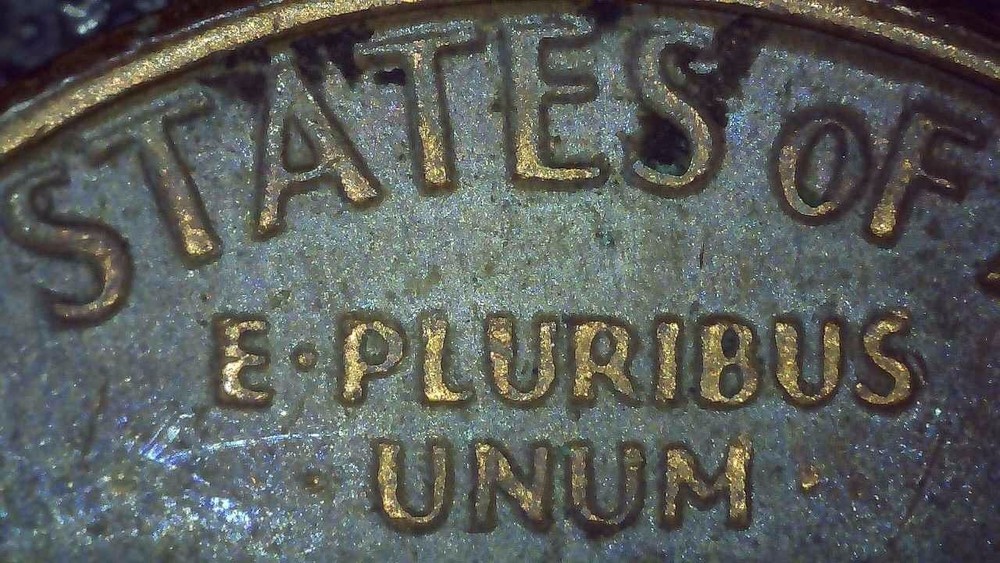 STATES OF
E·PLURIBUS
·UNUM·